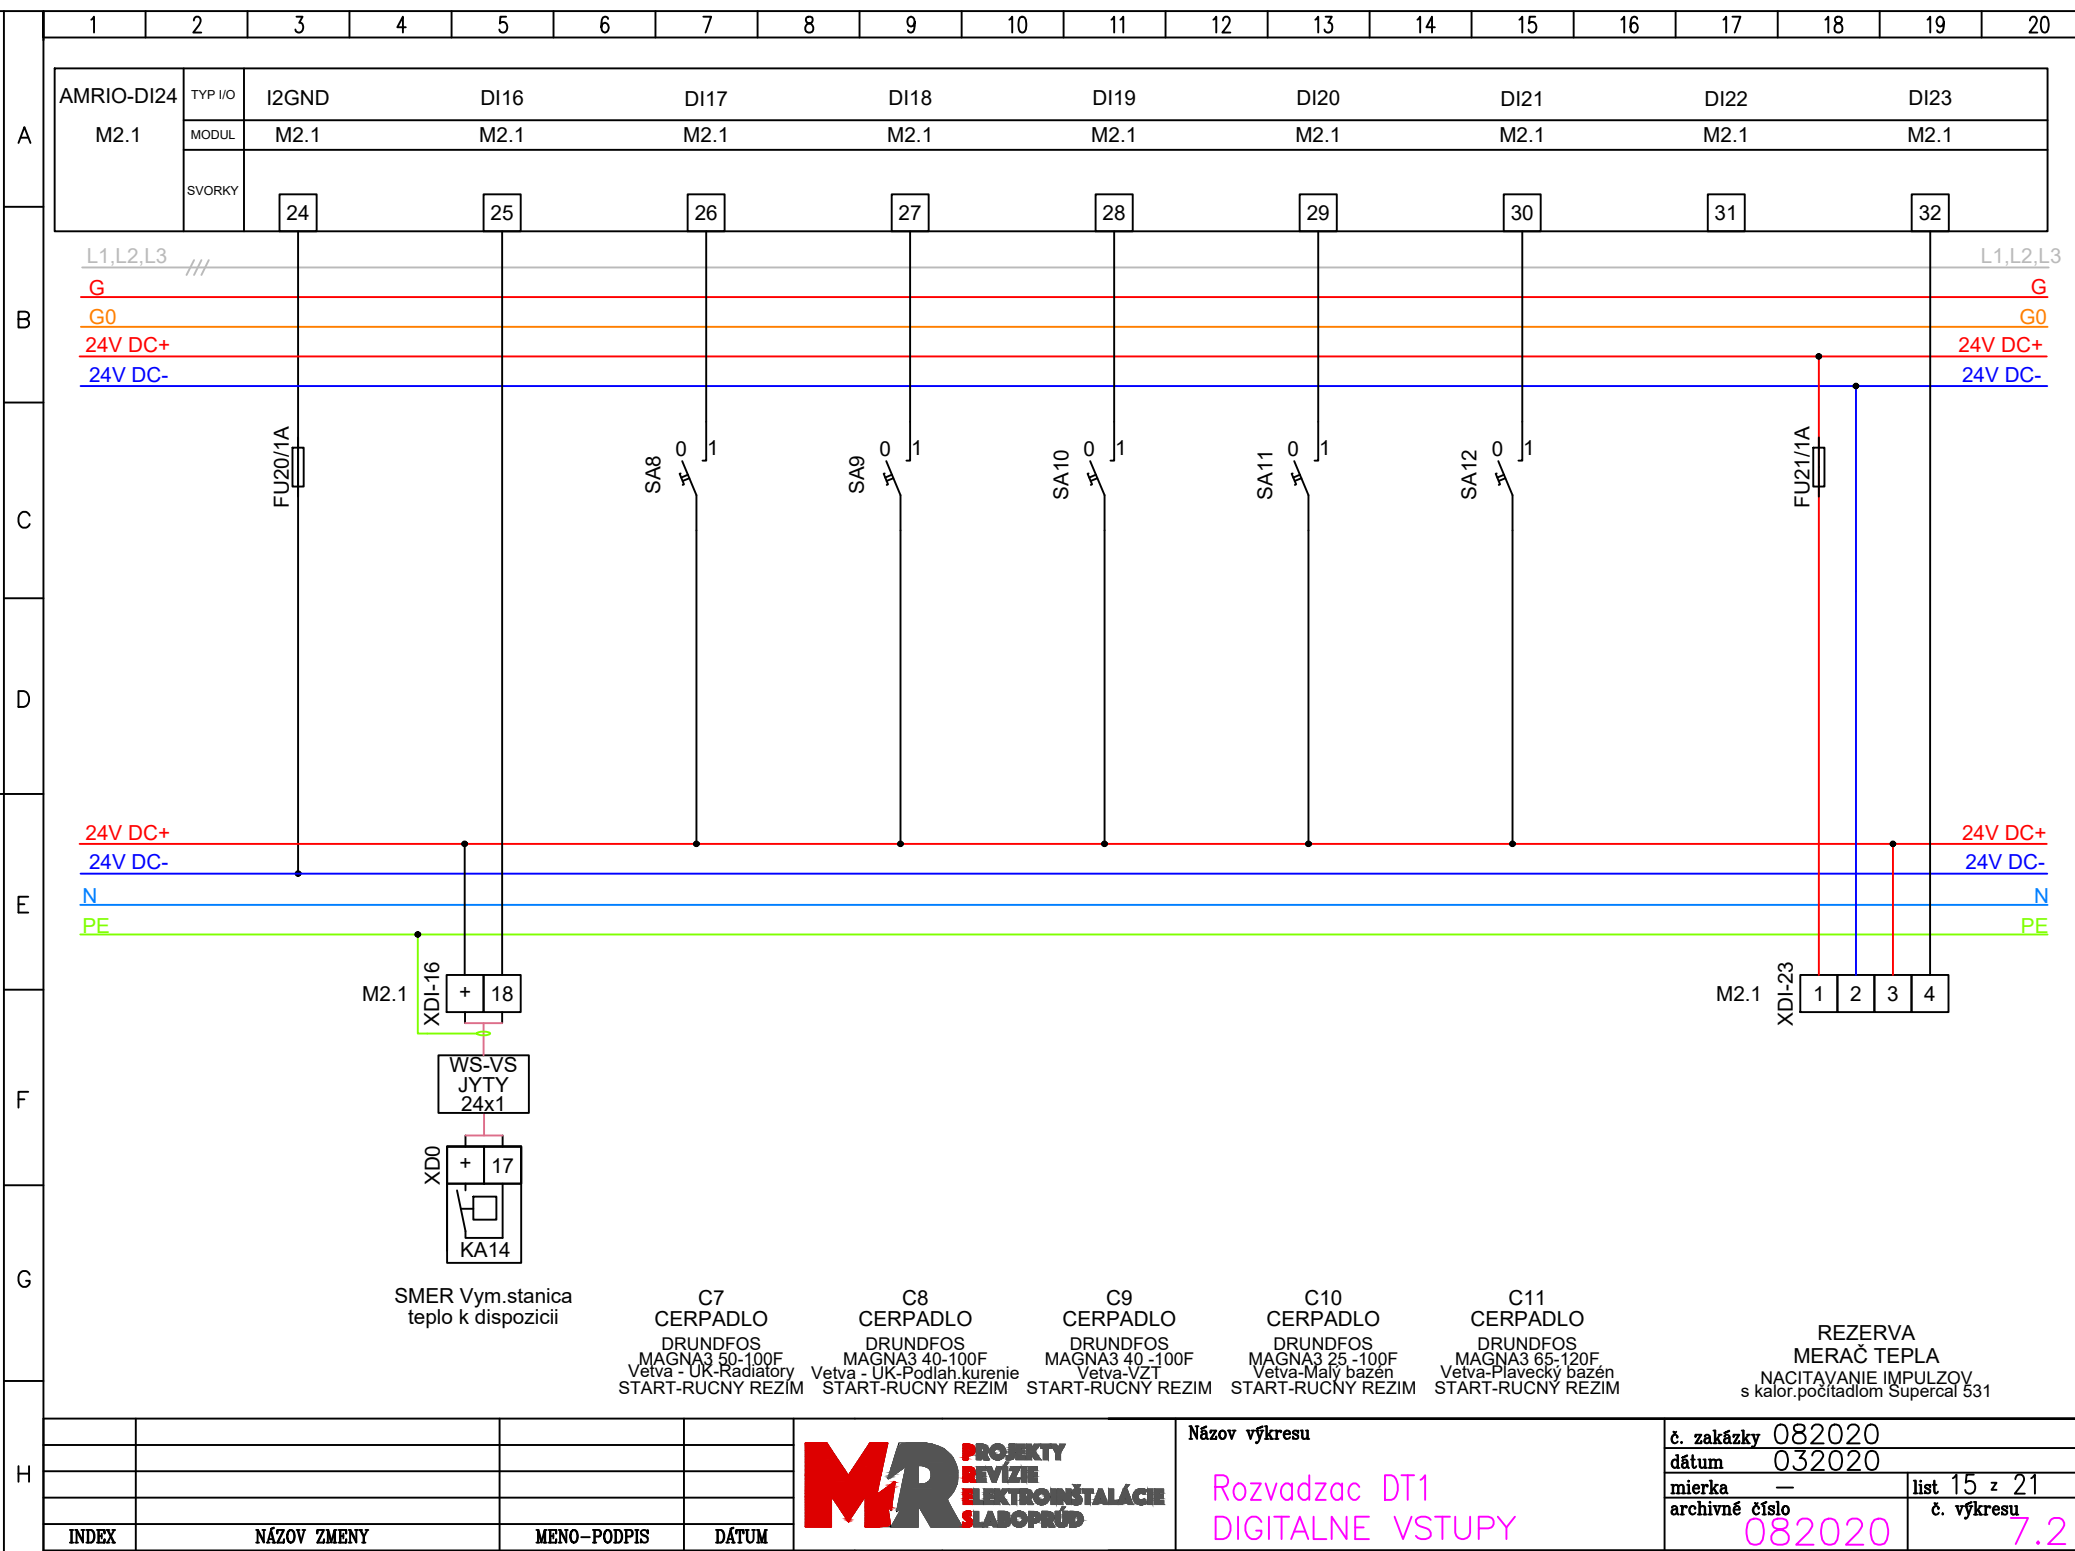 1 2 3 4 5 6 7 8 9 10 11 12 13 14 15 16 17 18 19 20
A
B
C
D
E
F
G
H
AMRIO-DI24 TYP I/O I2GND DI16 DI17 DI18 DI19 DI20 DI21 DI22 DI23
M2.1 MODUL M2.1 M2.1 M2.1 M2.1 M2.1 M2.1 M2.1 M2.1 M2.1
SVORKY 24 25 26 27 28 29 30 31 32
L1,L2,L3 L1,L2,L3
G G
G0 G0
24V DC+ 24V DC+
24V DC- 24V DC-
FU20/1A SA8 0 1 SA9 0 1 SA10 0 1 SA11 0 1 SA12 0 1 FU21/1A
24V DC+ 24V DC+
24V DC- 24V DC-
N N
PE PE
M2.1 XDI-16 + 18 M2.1 XDI-23 1 2 3 4
WS-VS
JYTY
24x1
XD0 + 17
KA14
SMER Vym.stanica
teplo k dispozicii
C7
CERPADLO
DRUNDFOS
MAGNA3 50-100F
Vetva - UK-Radiatory
START-RUCNY REZIM
C8
CERPADLO
DRUNDFOS
MAGNA3 40-100F
Vetva - UK-Podlah.kurenie
START-RUCNY REZIM
C9
CERPADLO
DRUNDFOS
MAGNA3 40 -100F
Vetva-VZT
START-RUCNY REZIM
C10
CERPADLO
DRUNDFOS
MAGNA3 25 -100F
Vetva-Malý bazén
START-RUCNY REZIM
C11
CERPADLO
DRUNDFOS
MAGNA3 65-120F
Vetva-Plavecký bazén
START-RUCNY REZIM
REZERVA
MERAČ TEPLA
NACITAVANIE IMPULZOV
s kalor.počítadlom Supercal 531
INDEX NÁZOV ZMENY MENO-PODPIS DÁTUM
MR
PROJEKTY
REVÍZIE
ELEKTROINŠTALÁCIE
SLABOPRÚD
Názov výkresu
Rozvadzac DT1
DIGITALNE VSTUPY
č. zakázky 082020
dátum 032020
mierka — list 15 z 21
archivné číslo č. výkresu
082020 7.2